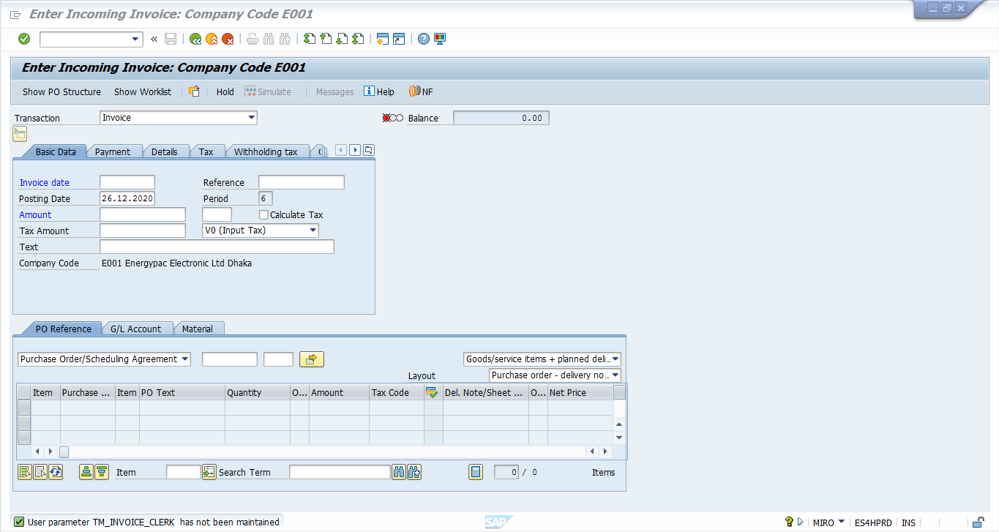 Enter Incoming Invoice: Company Code E001
«
Enter Incoming Invoice: Company Code E001
Show PO Structure Show Worklist Hold Simulate Messages Help NF
Transaction Invoice Balance 0.00
Basic Data Payment Details Tax Withholding tax
Invoice date Reference
Posting Date 26.12.2020 Period 6
Amount Calculate Tax
Tax Amount V0 (Input Tax)
Text
Company Code E001 Energypac Electronic Ltd Dhaka
PO Reference G/L Account Material
Purchase Order/Scheduling Agreement Goods/service items + planned deli...
Layout Purchase order - delivery no...
Item Purchase ... Item PO Text Quantity O... Amount Tax Code Del. Note/Sheet ... O... Net Price
Item Search Term 0 / 0 Items
User parameter TM_INVOICE_CLERK has not been maintained SAP MIRO ES4HPRD INS